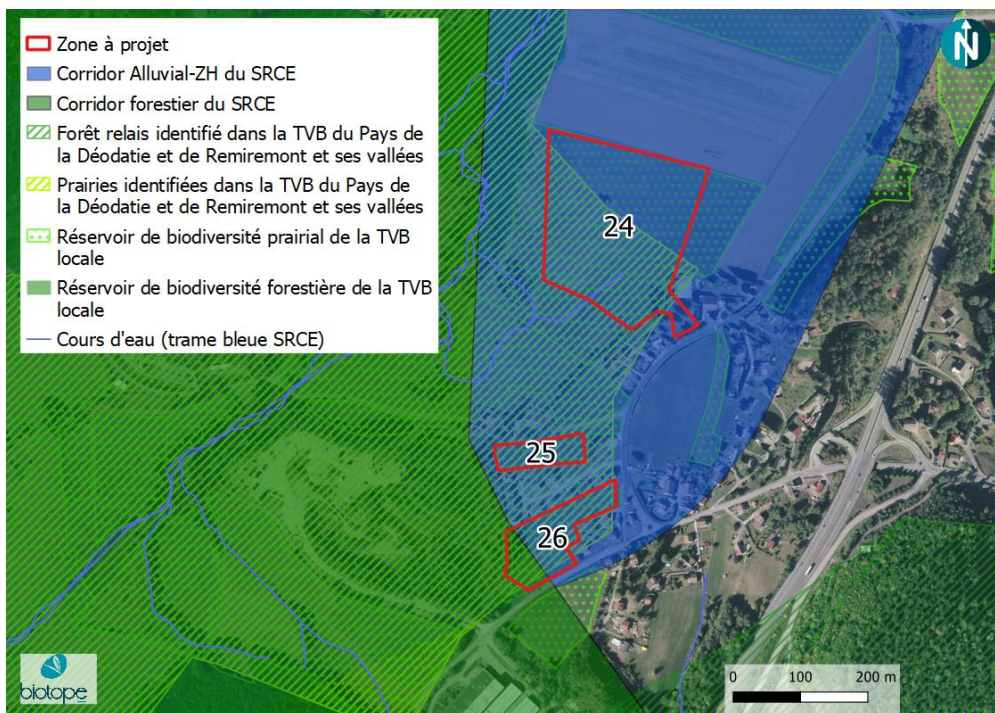 Zone à projet
Corridor Alluvial-ZH du SRCE
Corridor forestier du SRCE
Forêt relais identifié dans la TVB du Pays de
la Déodatie et de Remiremont et ses vallées
Prairies identifiées dans la TVB du Pays de
la Déodatie et de Remiremont et ses vallées
Réservoir de biodiversité prairial de la TVB
locale
Réservoir de biodiversité forestière de la TVB
locale
Cours d'eau (trame bleue SRCE)
N
24
25
26
biotope
0 100 200 m